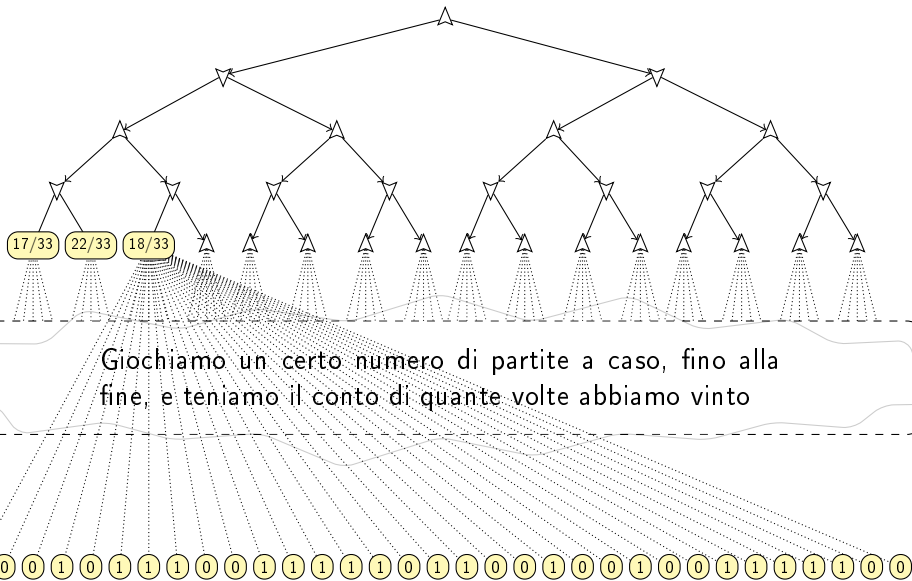 17/33 22/33 18/33
Giochiamo un certo numero di partite a caso, fino alla
fine, e teniamo il conto di quante volte abbiamo vinto
0 0 1 0 1 1 1 0 0 1 1 1 1 1 0 1 1 0 0 1 0 0 1 0 0 1 1 1 1 1 0 0